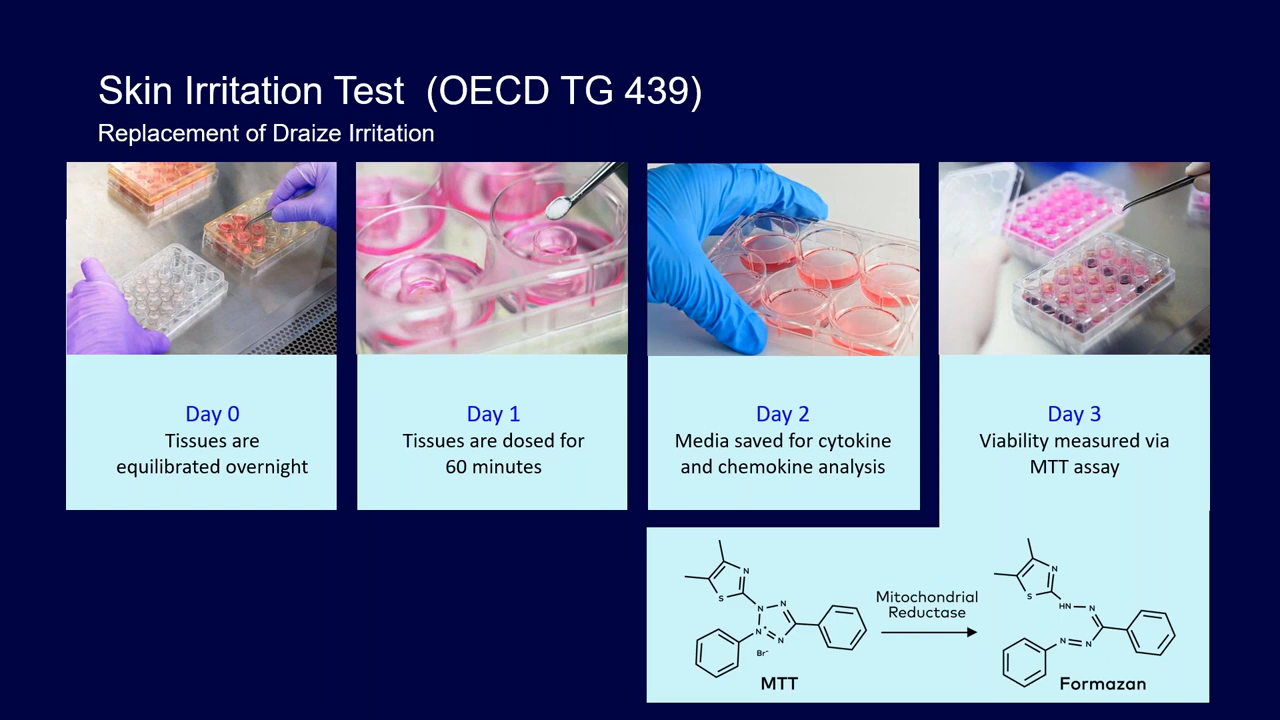 Skin Irritation Test (OECD TG 439)
Replacement of Draize Irritation
Day 0
Tissues are
equilibrated overnight
Day 1
Tissues are dosed for
60 minutes
Day 2
Media saved for cytokine
and chemokine analysis
Day 3
Viability measured via
MTT assay
N
S
N
N
N+
N
Br-
MTT
Mitochondrial
Reductase
N
S
HN
N
N
N
Formazan